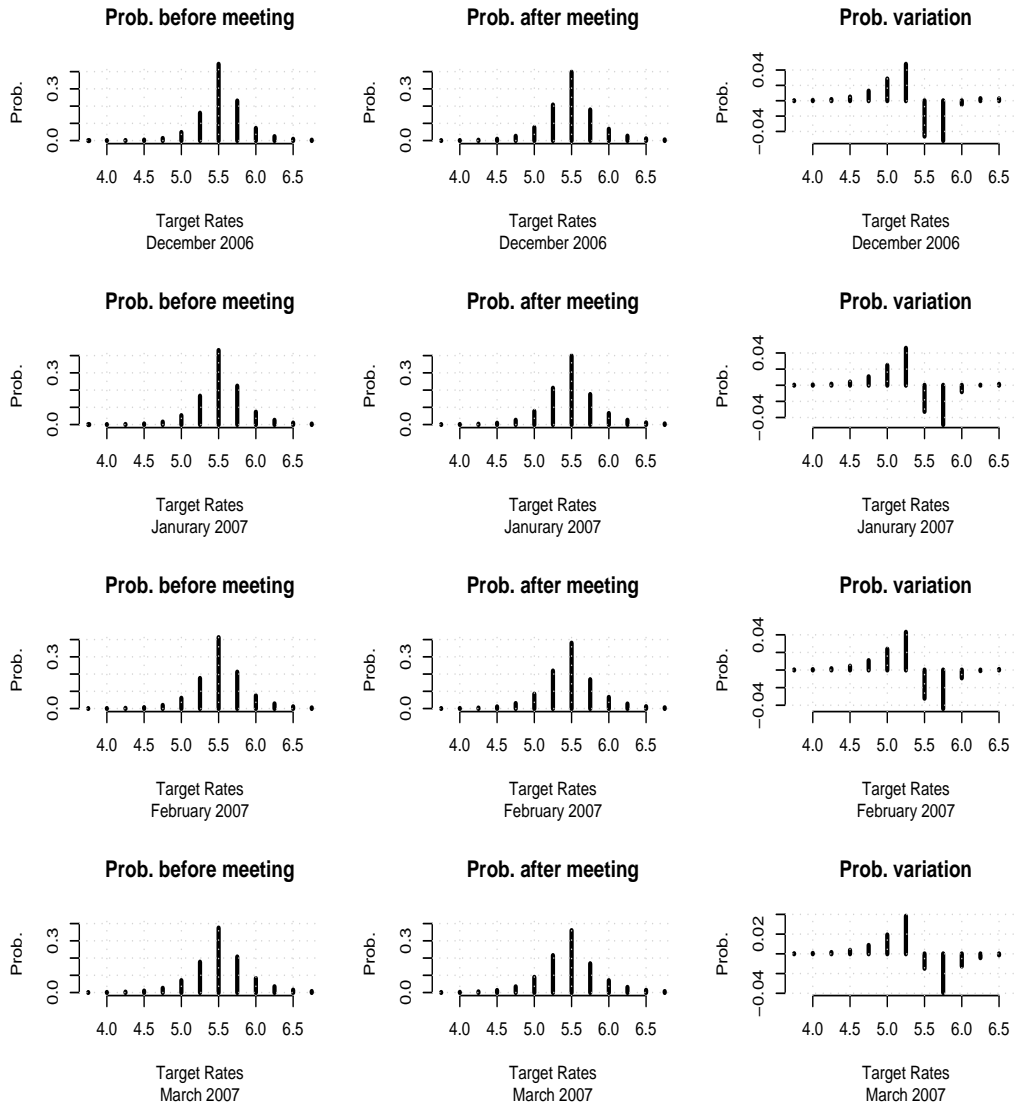 Prob. before meeting Prob. after meeting Prob. variation
Prob. 0.0 0.3 Prob. 0.0 0.3 Prob. −0.04 0.04
4.0 4.5 5.0 5.5 6.0 6.5 4.0 4.5 5.0 5.5 6.0 6.5 4.0 4.5 5.0 5.5 6.0 6.5
Target Rates Target Rates Target Rates
December 2006 December 2006 December 2006
Prob. before meeting Prob. after meeting Prob. variation
Prob. 0.0 0.3 Prob. 0.0 0.3 Prob. −0.04 0.04
4.0 4.5 5.0 5.5 6.0 6.5 4.0 4.5 5.0 5.5 6.0 6.5 4.0 4.5 5.0 5.5 6.0 6.5
Target Rates Target Rates Target Rates
Janurary 2007 Janurary 2007 Janurary 2007
Prob. before meeting Prob. after meeting Prob. variation
Prob. 0.0 0.3 Prob. 0.0 0.3 Prob. −0.04 0.04
4.0 4.5 5.0 5.5 6.0 6.5 4.0 4.5 5.0 5.5 6.0 6.5 4.0 4.5 5.0 5.5 6.0 6.5
Target Rates Target Rates Target Rates
February 2007 February 2007 February 2007
Prob. before meeting Prob. after meeting Prob. variation
Prob. 0.0 0.3 Prob. 0.0 0.3 Prob. −0.04 0.02
4.0 4.5 5.0 5.5 6.0 6.5 4.0 4.5 5.0 5.5 6.0 6.5 4.0 4.5 5.0 5.5 6.0 6.5
Target Rates Target Rates Target Rates
March 2007 March 2007 March 2007